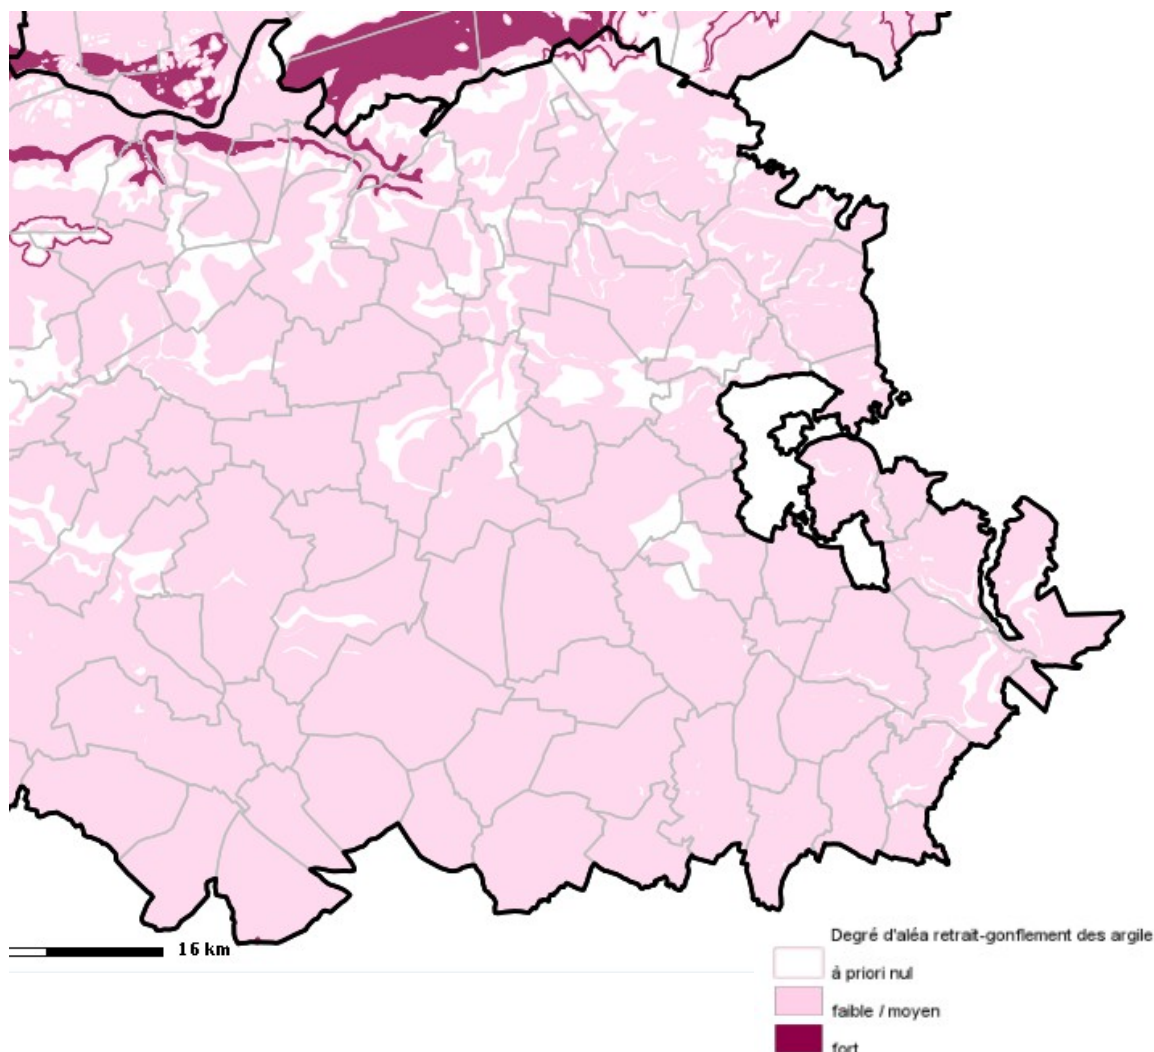 16 km
Degré d'aléa retrait-gonflement des argile
à priori nul
faible / moyen
fort